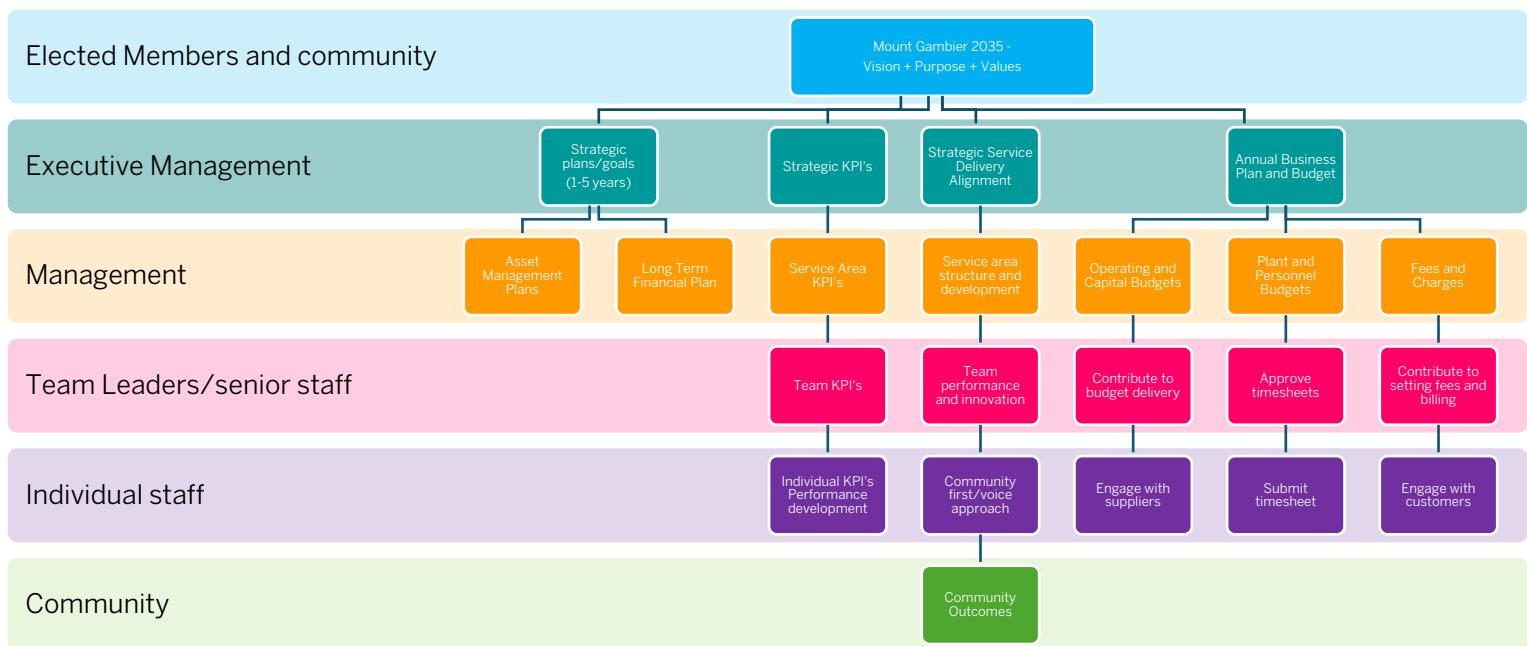 Elected Members and community
Mount Gambier 2035 -
Vision + Purpose + Values
Executive Management
Strategic
plans/goals
(1-5 years)
Strategic KPI's
Strategic Service
Delivery
Alignment
Annual Business
Plan and Budget
Management
Asset
Management
Plans
Long Term
Financial Plan
Service Area
KPI's
Service area
structure and
development
Operating and
Capital Budgets
Plant and
Personnel
Budgets
Fees and
Charges
Team Leaders/senior staff
Team KPI's
Team
performance
and innovation
Contribute to
budget delivery
Approve
timesheets
Contribute to
setting fees and
billing
Individual staff
Individual KPI's
Performance
development
Community
first/voice
approach
Engage with
suppliers
Submit
timesheet
Engage with
customers
Community
Community
Outcomes